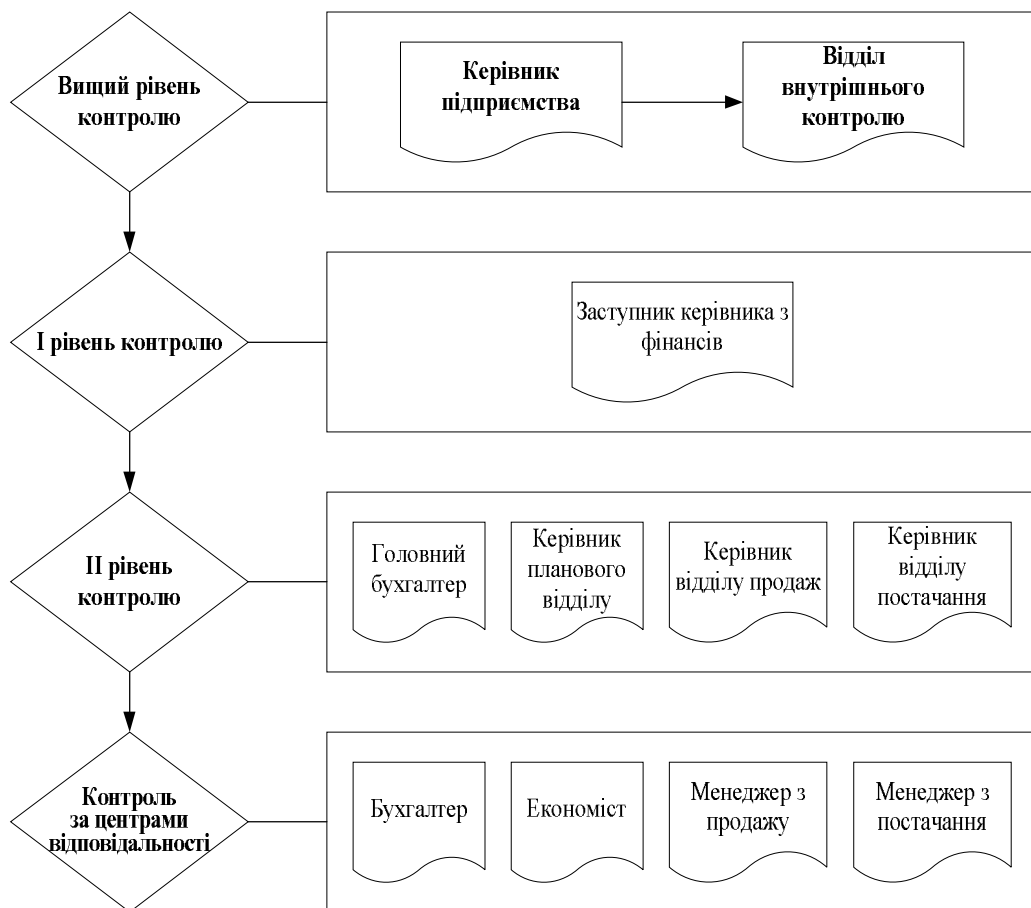 Вищий рівень
контролю
Керівник
підприємства
Відділ
внутрішнього
контролю
І рівень контролю
Заступник керівника з
фінансів
ІІ рівень
контролю
Головний
бухгалтер
Керівник
планового
відділу
Керівник
відділу продаж
Керівник
відділу
постачання
Контроль
за центрами
відповідальності
Бухгалтер
Економіст
Менеджер з
продажу
Менеджер з
постачання